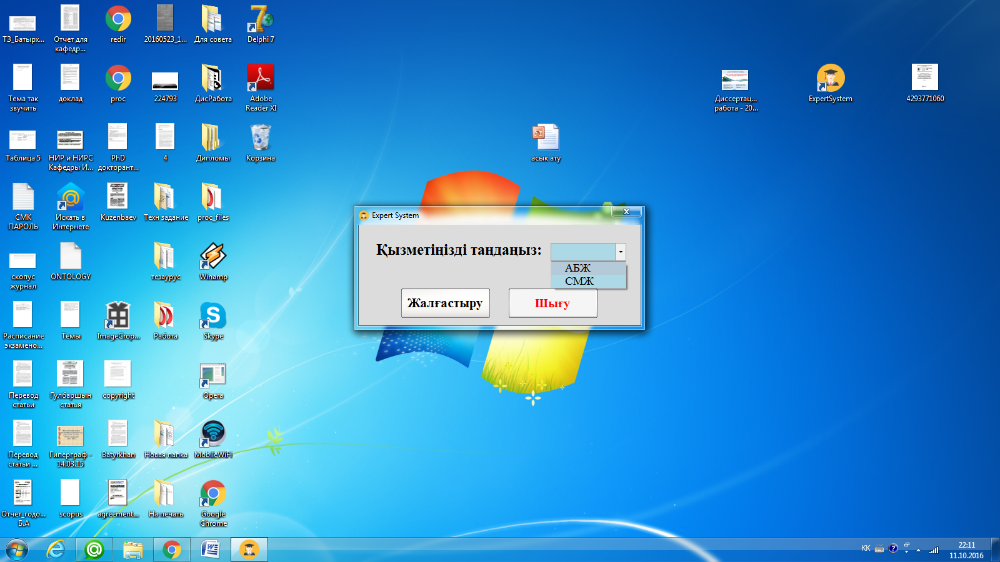 ТЗ_Батырх...
Отчет для
кафедр...
redir
20160523_1...
Для совета
Delphi 7
Тема так
звучить
доклад
proc
224793
ДисРабота
Adobe
Reader XI
Диссертац...
работа - 20...
ExpertSystem
4293771060
Таблица 5
НИР и НИРС
Кафедры И...
PhD
докторант...
4
Дипломы
Корзина
асык ату
СМК
ПАРОЛЬ
Искать в
Интернете
Kuzenbaev
Техн задание
proc_files
Expert System
Қызметіңізді таңдаңыз:
АБЖ
СМЖ
Жалғастыру
Шығу
скопус
журнал
ONTOLOGY
тезаурус
Winamp
Расписание
экзамено...
Темы
ImageCrop...
Работа
Skype
Перевод
статьи
Гулбаршын
статья
copyright
Opera
Перевод
статьи ...
Гиперграф -
14.03.15
Batyrkhan
Новая папка
MobileWiFi
Отчет_годо...
Б.А
scopus
agreement...
На печать
Google
Chrome
KK
22:11
11.10.2016